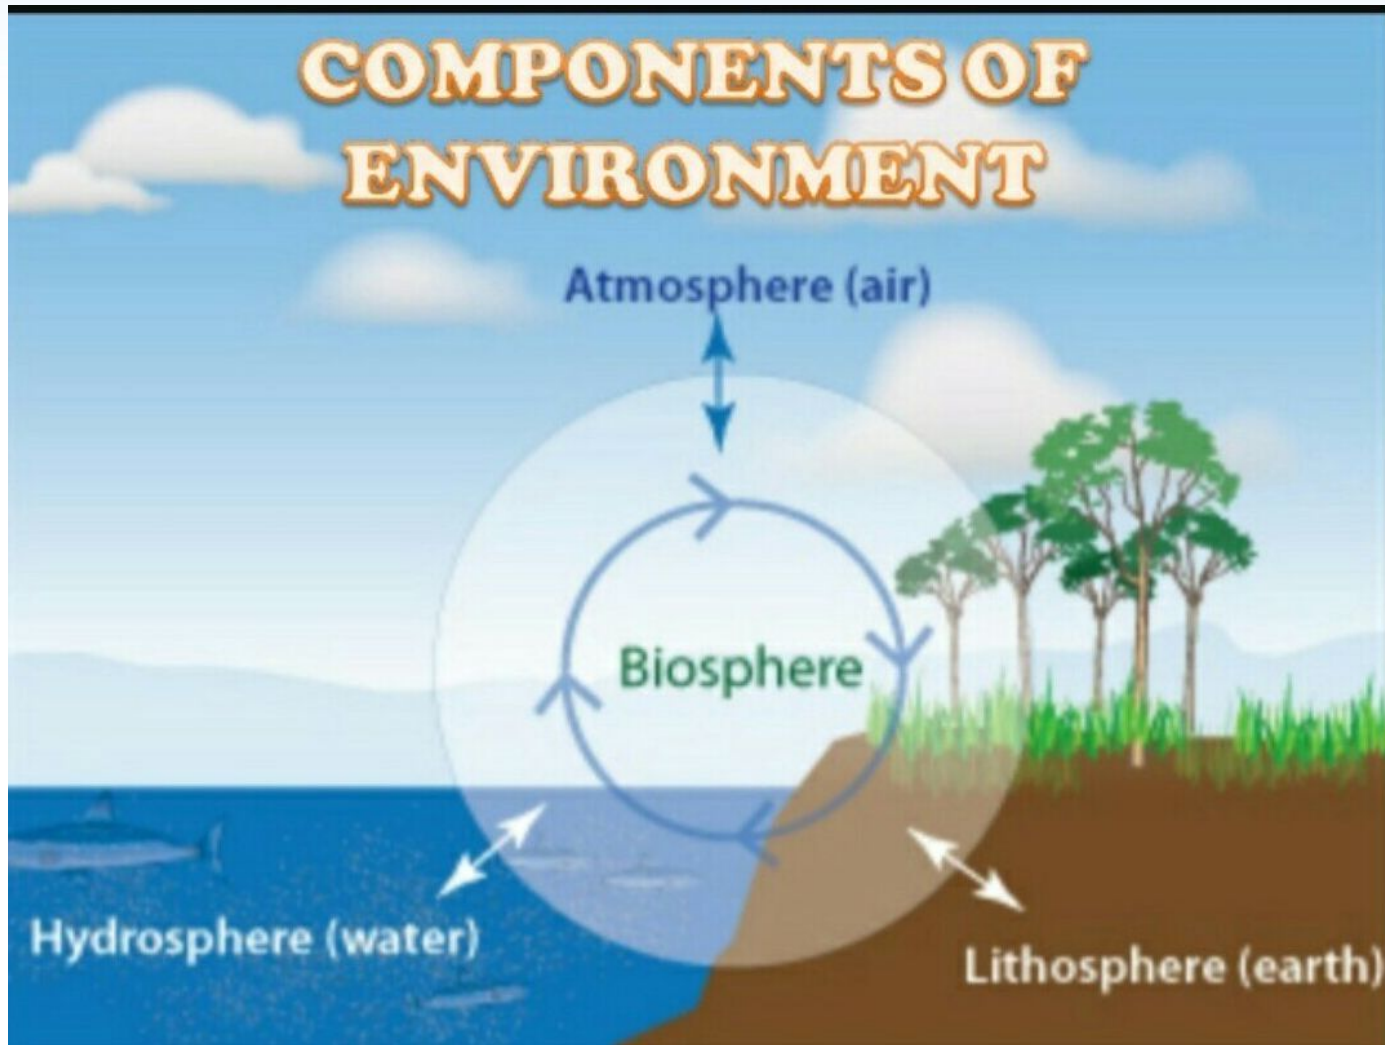 COMPONENTS OF
ENVIRONMENT
Atmosphere (air)
Biosphere
Hydrosphere (water)
Lithosphere (earth)